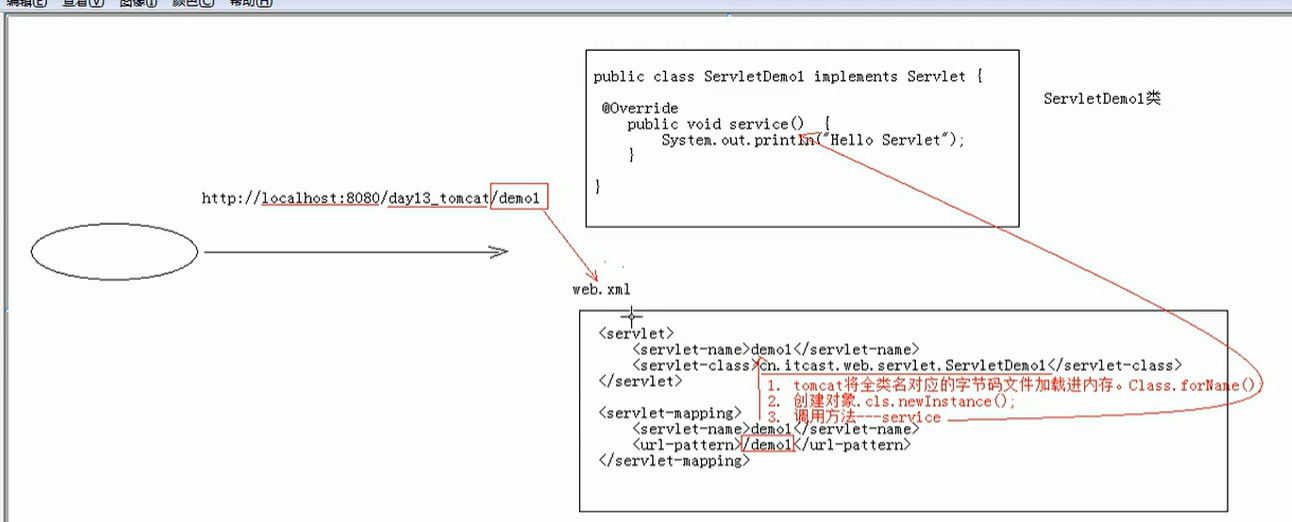 编辑(E) 查看(V) 图像(I) 颜色(C) 帮助(H)
public class ServletDemo1 implements Servlet {
@Override
public void service() {
System.out.println("Hello Servlet");
}
}
ServletDemo1类
http://localhost:8080/day13_tomcat/demo1
web.xml
<servlet>
<servlet-name>demo1</servlet-name>
<servlet-class>cn.itcast.web.servlet.ServletDemo1</servlet-class>
</servlet>
1. tomcat将全类名对应的字节码文件加载进内存。Class.forName()
2. 创建对象.cls.newInstance();
3. 调用方法---service
<servlet-mapping>
<servlet-name>demo1</servlet-name>
<url-pattern>/demo1</url-pattern>
</servlet-mapping>